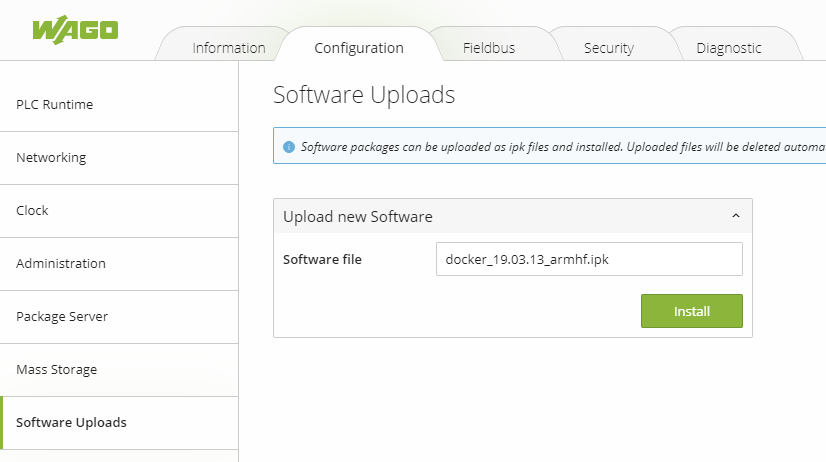 WAGO
Information Configuration Fieldbus Security Diagnostic
PLC Runtime
Networking
Clock
Administration
Package Server
Mass Storage
Software Uploads
Software Uploads
Software packages can be uploaded as ipk files and installed. Uploaded files will be deleted automa
Upload new Software
Software file docker_19.03.13_armhf.ipk
Install